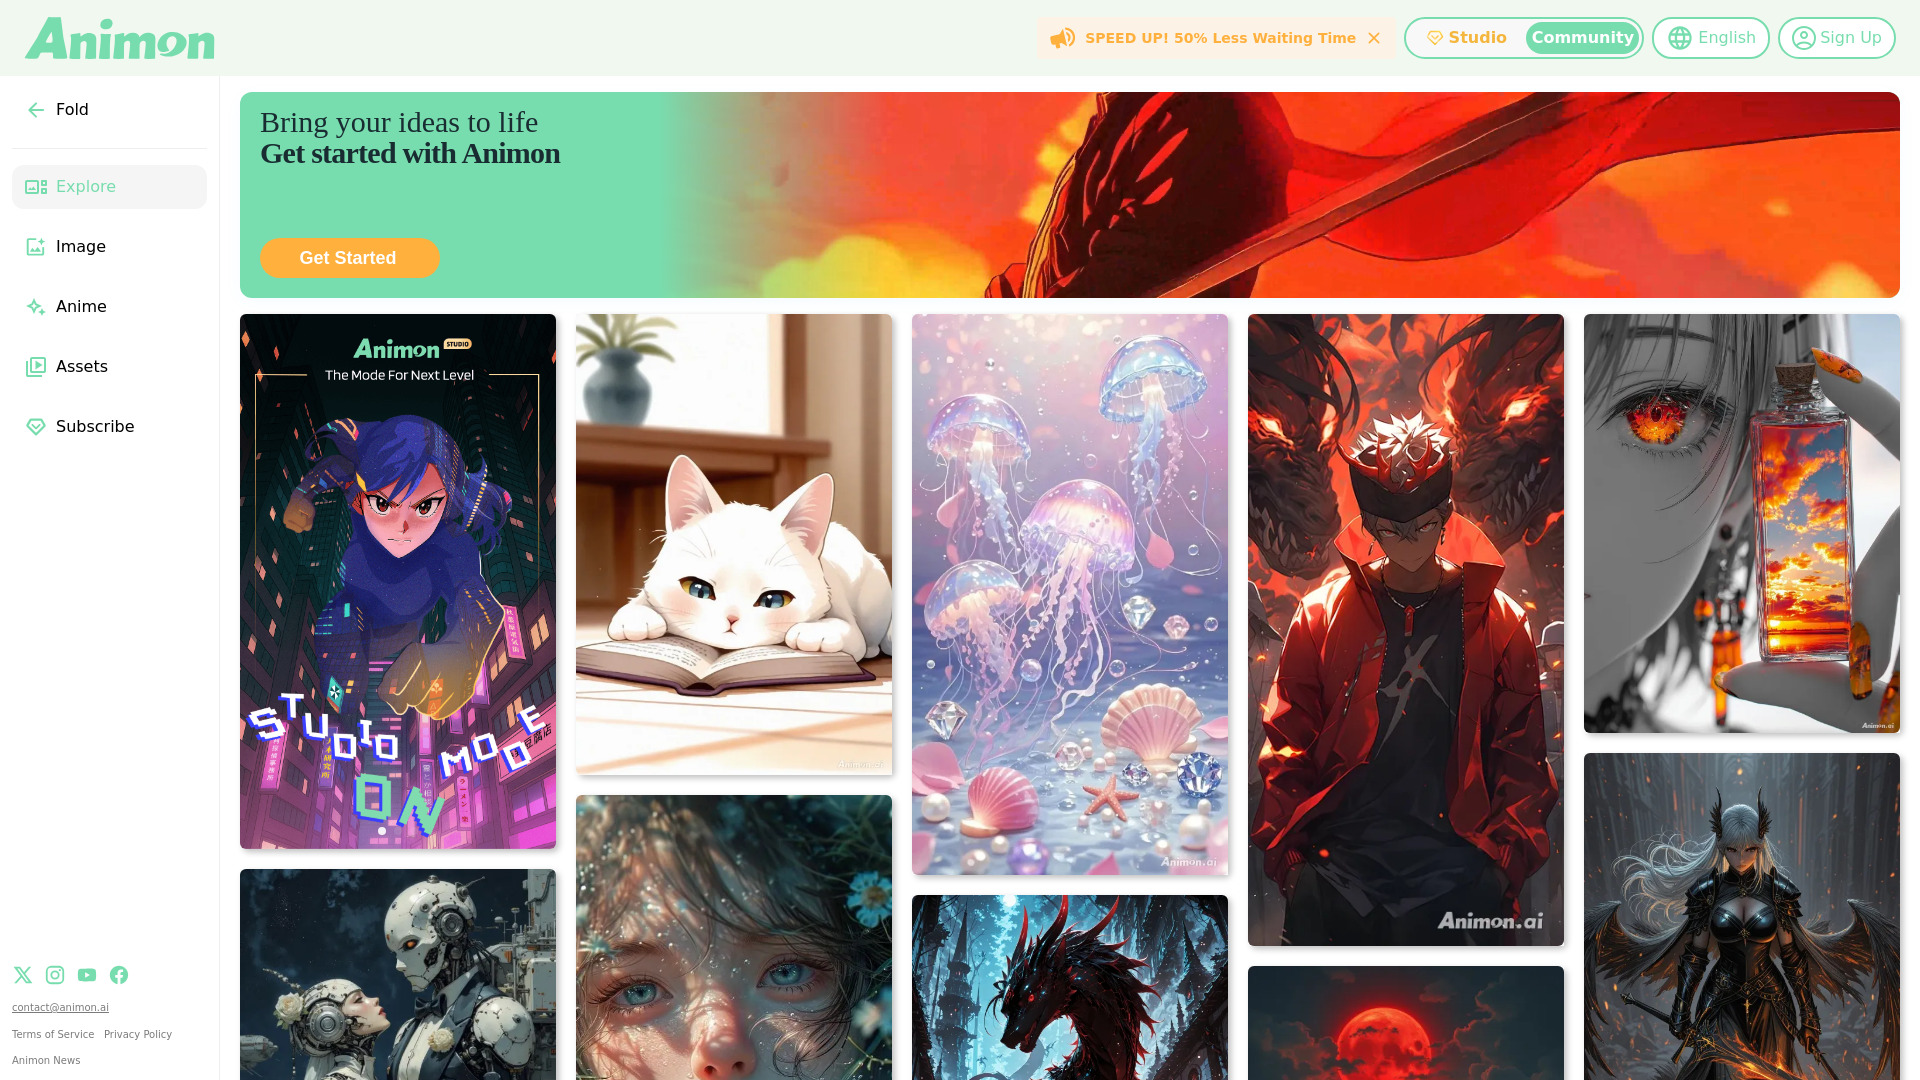 Animon
SPEED UP! 50% Less Waiting Time
Studio
Community
English
Sign Up
Fold
Explore
Image
Anime
Assets
Subscribe
contact@animon.ai
Terms of Service Privacy Policy
Animon News
Bring your ideas to life
Get started with Animon
Get Started
Animon STUDIO
The Mode For Next Level
STUDIO MODE
ON
Animon.ai
Animon.ai
Animon.ai
Animon.ai